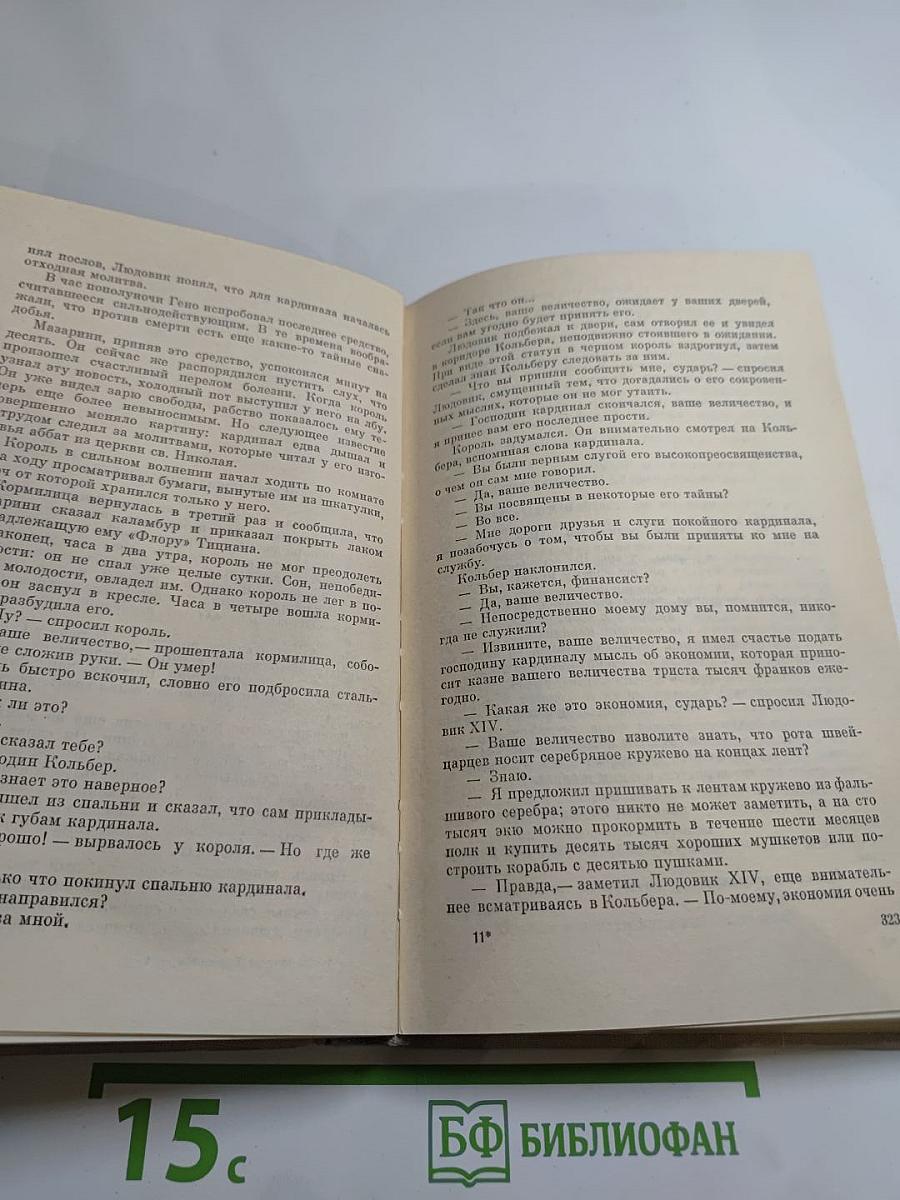 нял послов, Людовик понял, что для кардинала началась
отходная молитва.
В час пополуночи Гено испробовал последнее средство,
считавшееся сильнодействующим. В те времена вообра-
жали, что против смерти есть еще какие-то тайные сна-
добья.
Мазарини, приняв это средство, успокоился минут на
десять. Он сейчас же распорядился пустить слух, что
произошел счастливый перелом болезни. Когда король
узнал эту новость, холодный пот выступил у него на лбу.
Он уже видел зарю свободы, рабство показалось ему те-
перь еще более невыносимым. Но следующее известие
овершенно меняло картину: кардинал едва дышал и
трудом следил за молитвами, которые читал у его изго-
вья аббат из церкви св. Николая.
Король в сильном волнении начал ходить по комнате
а ходу просматривал бумаги, вынутые им из шкатулки,
ч от которой хранился только у него.
Кормилица вернулась в третий раз и сообщила, что
арини сказал каламбур и приказал покрыть лаком
адлежащую ему «Флору» Тициана.
аконец, часа в два утра, король не мог преодолеть
ости: он не спал уже целые сутки. Сон, непобеди-
молодости, овладел им. Однако король не лег в по-
он заснул в кресле. Часа в четыре вошла корми-
разбудила его.
Ну? — спросил король.
аше величество,— прошептала кормилица, собо-
е сложив руки. — Он умер!
ь быстро вскочил, словно его подбросила сталь-
ина.
ли это?
сказал тебе?
один Кольбер.
знает это наверное?
шел из спальни и сказал, что сам приклады-
к губам кардинала.
рошо! — вырвалось у короля. — Но где же
ко что покинул спальню кардинала.
направился?
за мной.
— Так что он...
— Здесь, ваше величество, ожидает у ваших дверей,
если вам угодно будет принять его.
Людовик подбежал к двери, сам отворил ее и увидел
в коридоре Кольбера, неподвижно стоявшего в ожидании.
При виде этой статуи в черном король вздрогнул, затем
сделал знак Кольберу следовать за ним.
— Что вы пришли сообщить мне, сударь? — спросил
Людовик, смущенный тем, что догадались о его сокровен-
ных мыслях, которые он не мог утаить.
— Господин кардинал скончался, ваше величество, и
я принес вам его последнее прости.
Король задумался. Он внимательно смотрел на Коль-
бера, вспоминая слова кардинала.
— Вы были верным слугой его высокопреосвященства,
о чем он сам мне говорил.
— Да, ваше величество.
— Вы посвящены в некоторые его тайны?
— Во все.
— Мне дороги друзья и слуги покойного кардинала,
я позабочусь о том, чтобы вы были приняты ко мне на
службу.
Кольбер наклонился.
— Вы, кажется, финансист?
— Да, ваше величество.
— Непосредственно моему дому вы, помнится, нико-
гда не служили?
— Извините, ваше величество, я имел счастье подать
господину кардиналу мысль об экономии, которая прино-
сит казне вашего величества триста тысяч франков еже-
годно.
— Какая же это экономия, сударь? — спросил Людо-
вик XIV.
— Ваше величество изволите знать, что рота швей-
царцев носит серебряное кружево на концах лент?
— Знаю.
— Я предложил пришивать к лентам кружево из фаль-
шивого серебра; этого никто не может заметить, а на сто
тысяч экю можно прокормить в течение шести месяцев
полк и купить десять тысяч хороших мушкетов или по-
строить корабль с десятью пушками.
— Правда,— заметил Людовик XIV, еще вниматель-
нее всматриваясь в Кольбера. — По-моему, экономия очень
11*
323
15 с
БФ БИБЛИОФАН